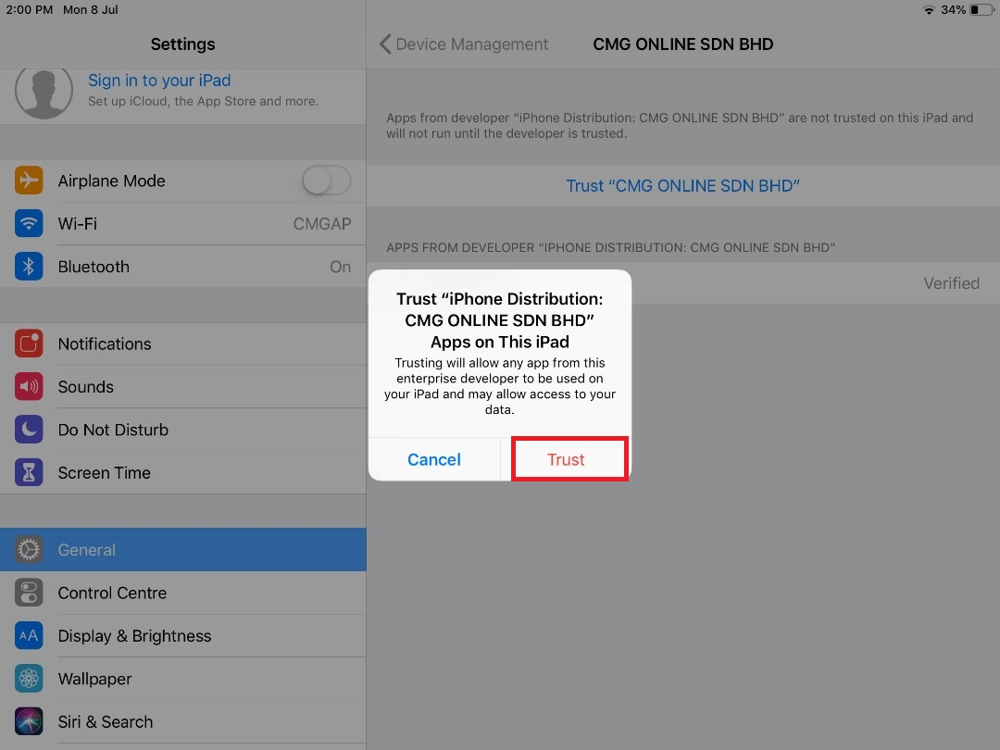 2:00 PM Mon 8 Jul
34%
Settings
Sign in to your iPad
Set up iCloud, the App Store and more.
Airplane Mode
Wi-Fi CMGAP
Bluetooth On
Notifications
Sounds
Do Not Disturb
Screen Time
General
Control Centre
AA Display & Brightness
Wallpaper
Siri & Search
Device Management CMG ONLINE SDN BHD
Apps from developer “iPhone Distribution: CMG ONLINE SDN BHD” are not trusted on this iPad and
will not run until the developer is trusted.
Trust “CMG ONLINE SDN BHD”
APPS FROM DEVELOPER “IPHONE DISTRIBUTION: CMG ONLINE SDN BHD”
Verified
Trust “iPhone Distribution:
CMG ONLINE SDN BHD”
Apps on This iPad
Trusting will allow any app from this
enterprise developer to be used on
your iPad and may allow access to your
data.
Cancel Trust